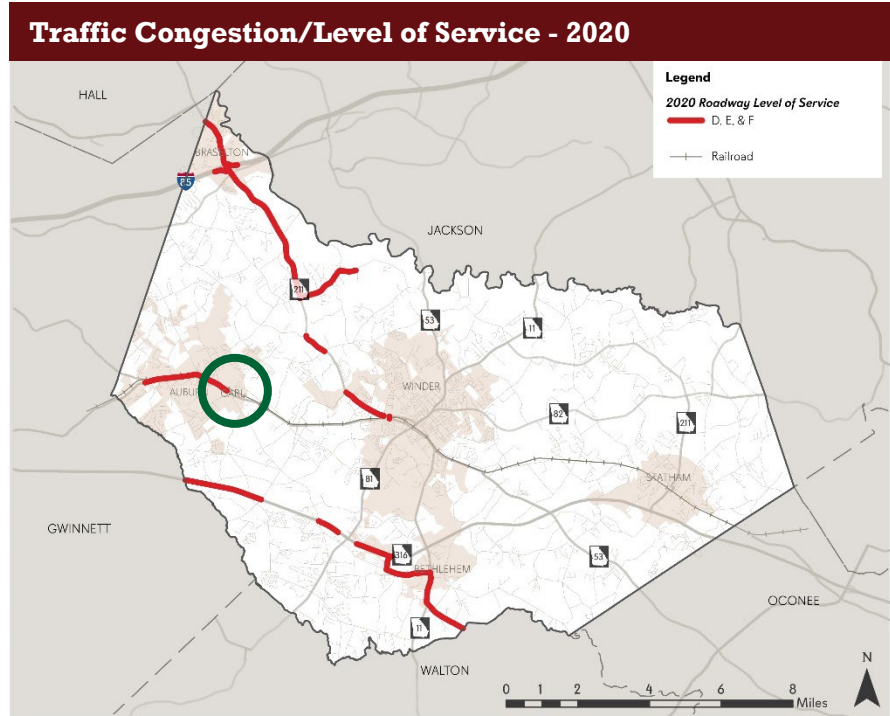 Traffic Congestion/Level of Service - 2020
Legend
2020 Roadway Level of Service
D, E, & F
Railroad
HALL
BRASELTON
85
JACKSON
211
53
11
AUBURN
CARL
WINDER
82
211
81
STATHAM
GWINNETT
316
BETHLEHEM
53
OCONEE
11
WALTON
N
0 1 2 4 6 8
Miles